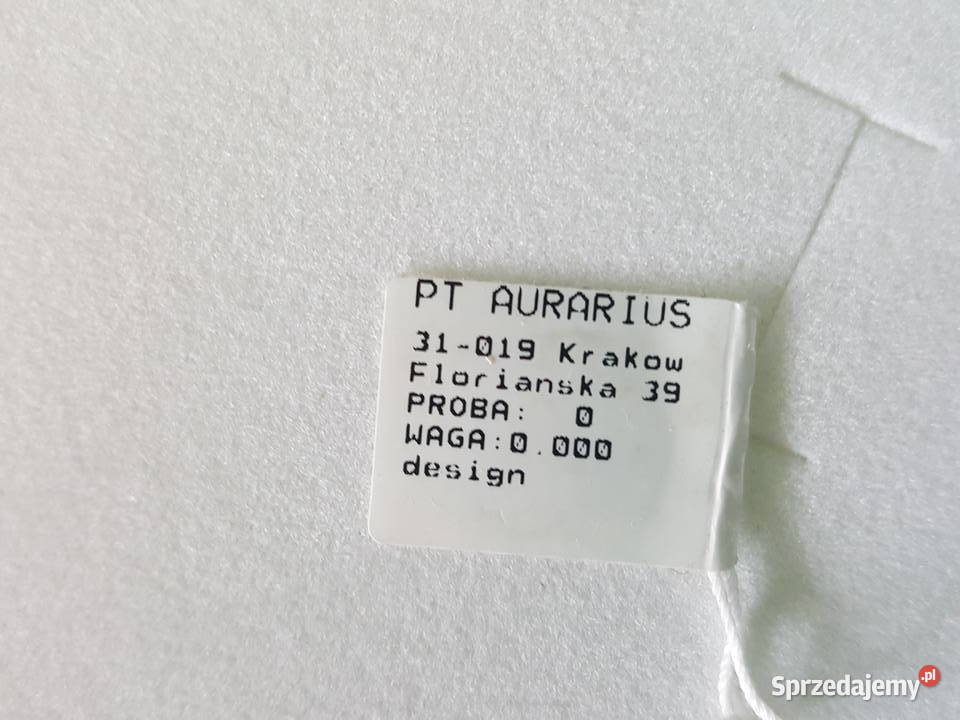 PT AURARIUS
31-019 Krakow
Florianska 39
PROBA: 0
WAGA:0.000
design
Sprzedajemy.pl